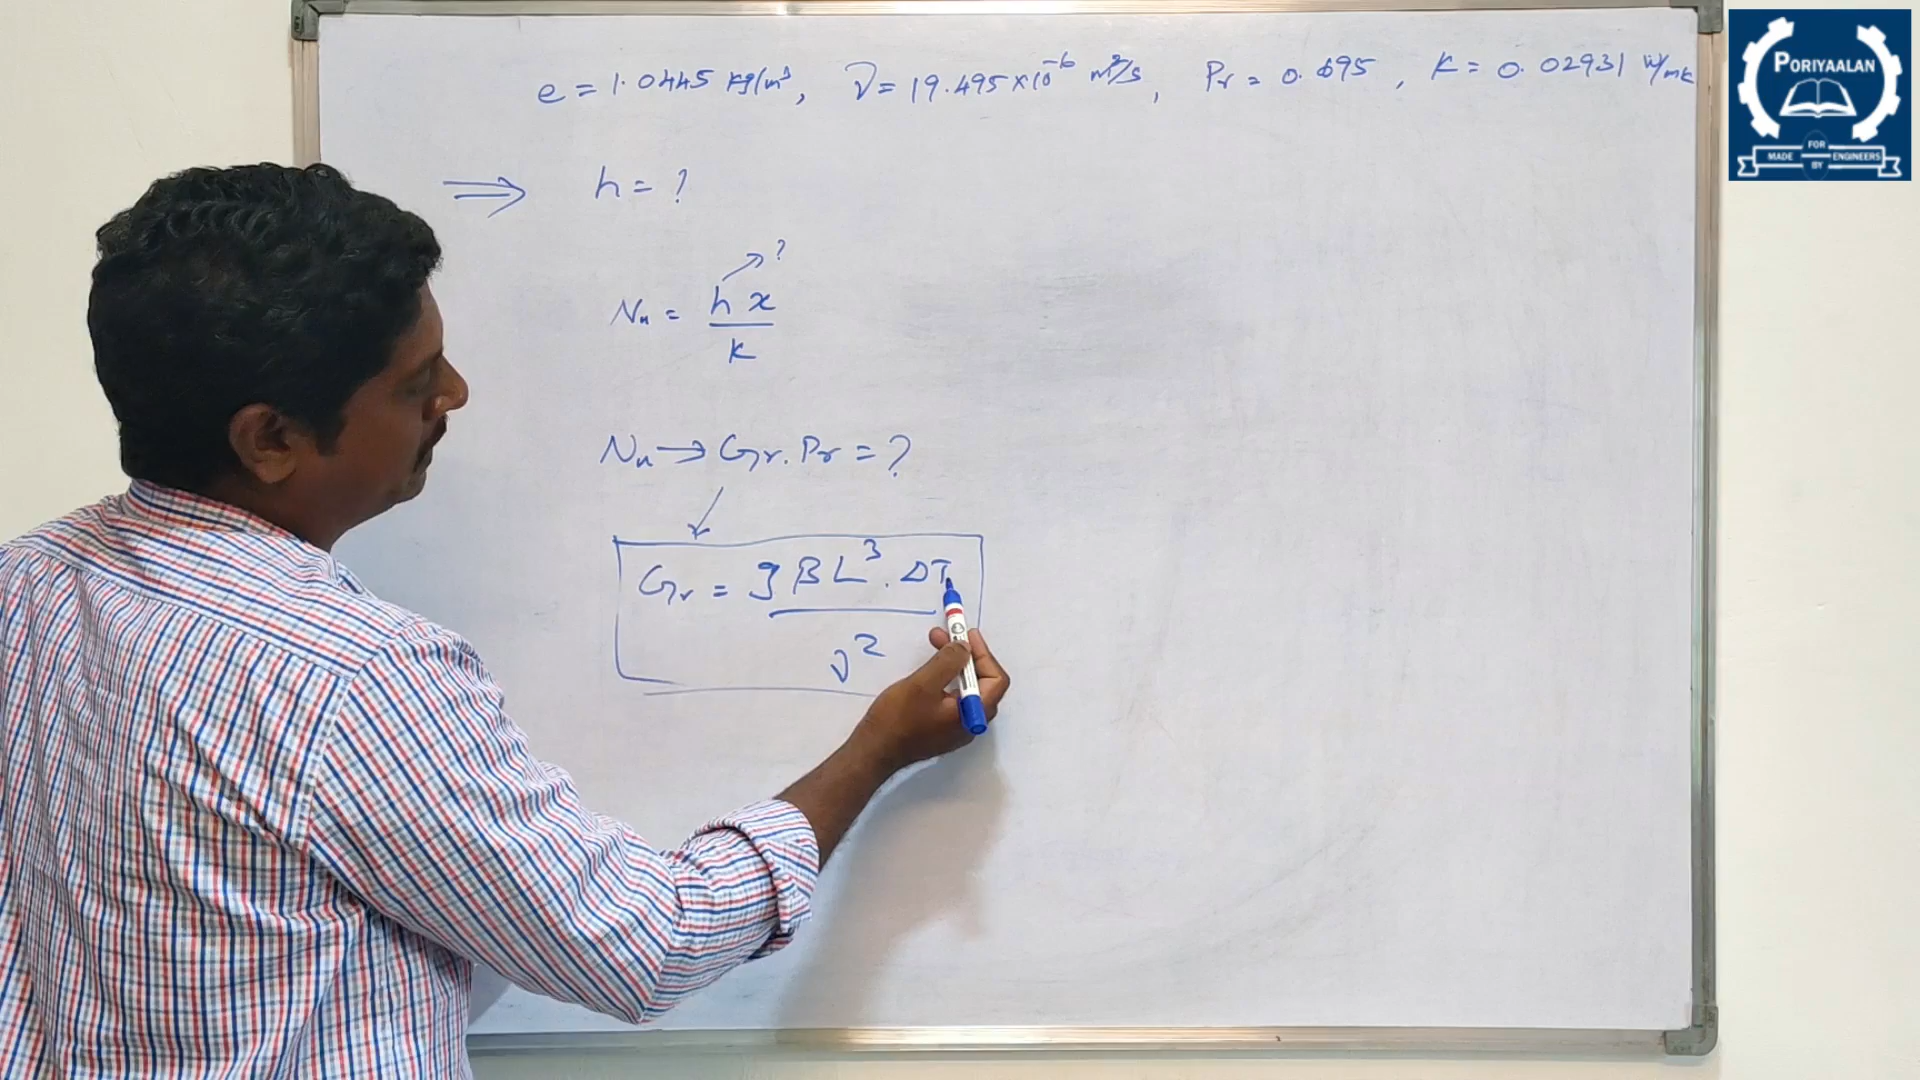 e = 1.0445 kg/m³, ν = 19.495×10⁻⁶ m²/s, Pr = 0.695, K = 0.02931 W/mK
PORIYAALAN
MADE FOR BY ENGINEERS
⇒ h = ?
?
Nu = h x / K
Nu → Gr. Pr = ?
Gr = g β L³. ΔT / ν²